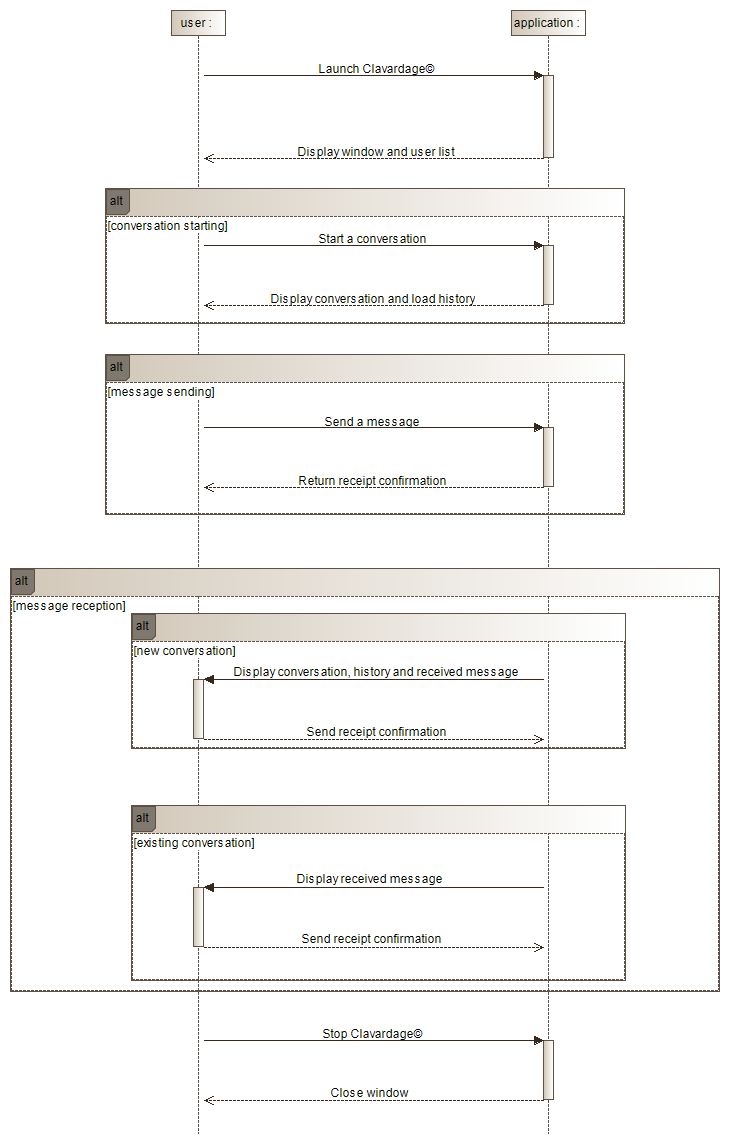 user :
application :
Launch Clavardage©
Display window and user list
alt
[conversation starting]
Start a conversation
Display conversation and load history
alt
[message sending]
Send a message
Return receipt confirmation
alt
[message reception]
alt
[new conversation]
Display conversation, history and received message
Send receipt confirmation
alt
[existing conversation]
Display received message
Send receipt confirmation
Stop Clavardage©
Close window